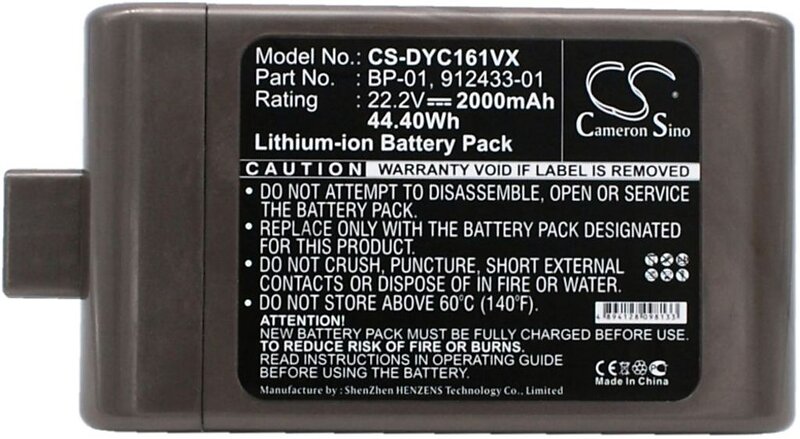 Model No.: CS-DYC161VX
Part No. : BP-01, 912433-01
Rating : 22.2V 2000mAh
44.40Wh
Lithium-ion Battery Pack
CS
Cameron Sino
CAUTION WARRANTY VOID IF LABEL IS REMOVED
• DO NOT ATTEMPT TO DISASSEMBLE, OPEN OR SERVICE
THE BATTERY PACK.
• REPLACE ONLY WITH THE BATTERY PACK DESIGNATED
FOR THIS PRODUCT.
• DO NOT CRUSH, PUNCTURE, SHORT EXTERNAL
CONTACTS OR DISPOSE OF IN FIRE OR WATER.
• DO NOT STORE ABOVE 60°C (140°F).
4 894128 098133
NEW BATTERY PACK MUST BE FULLY CHARGED BEFORE USE.
TO REDUCE RISK OF FIRE OR BURNS.
READ INSTRUCTIONS IN OPERATING GUIDE
BEFORE USING BATTERY.
Manufacture by : ShenZhen HENZENS Technology Co., Limited
CE
Made In China